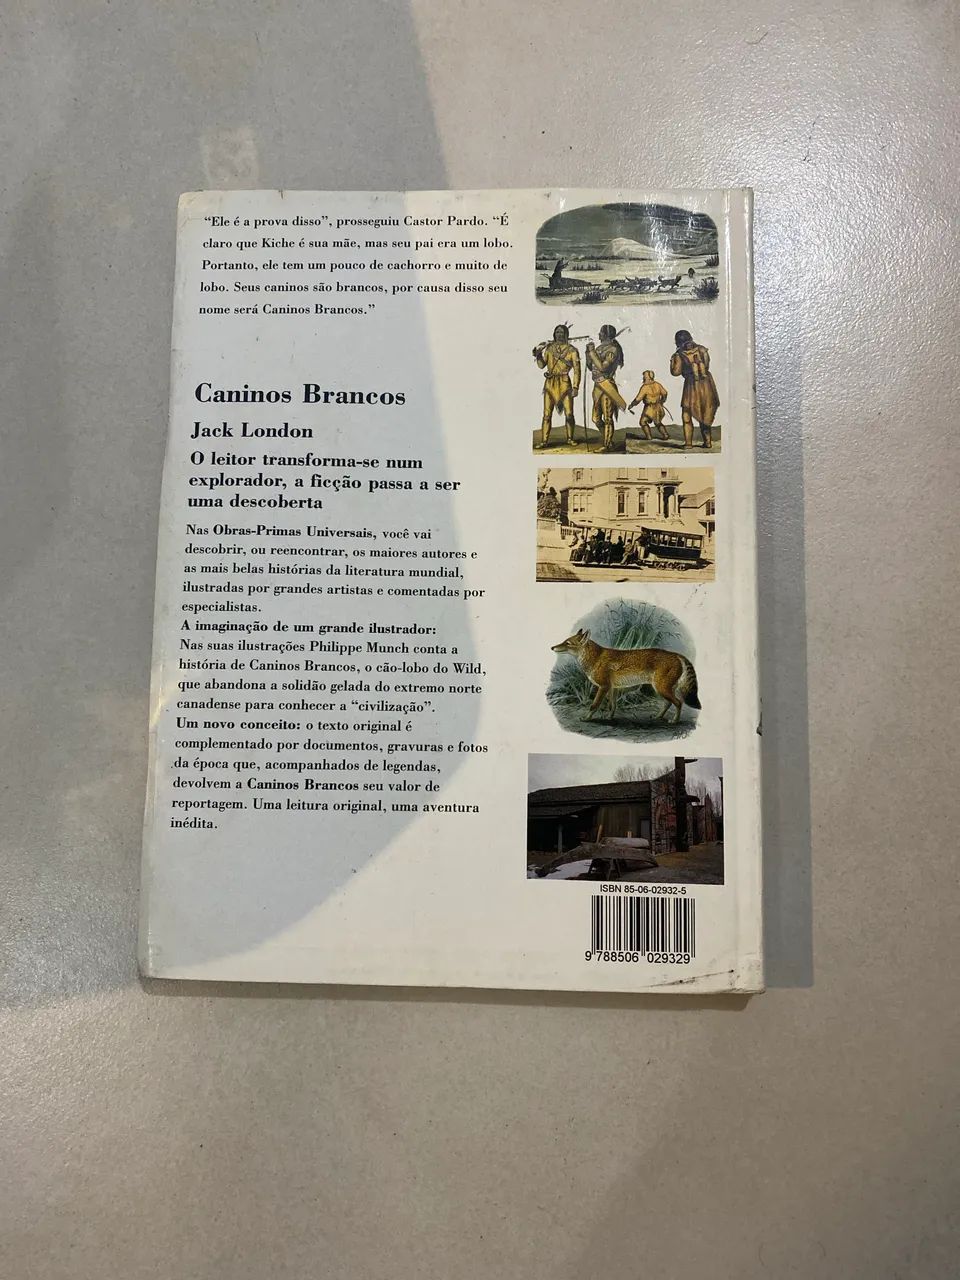 “Ele é a prova disso”, prosseguiu Castor Pardo. “É
claro que Kiche é sua mãe, mas seu pai era um lobo.
Portanto, ele tem um pouco de cachorro e muito de
lobo. Seus caninos são brancos, por causa disso seu
nome será Caninos Brancos.”
Caninos Brancos
Jack London
O leitor transforma-se num
explorador, a ficção passa a ser
uma descoberta
Nas Obras-Primas Universais, você vai
descobrir, ou reencontrar, os maiores autores e
as mais belas histórias da literatura mundial,
ilustradas por grandes artistas e comentadas por
especialistas.
A imaginação de um grande ilustrador:
Nas suas ilustrações Philippe Munch conta a
história de Caninos Brancos, o cão-lobo do Wild,
que abandona a solidão gelada do extremo norte
canadense para conhecer a “civilização”.
Um novo conceito: o texto original é
complementado por documentos, gravuras e fotos
da época que, acompanhados de legendas,
devolvem a Caninos Brancos seu valor de
reportagem. Uma leitura original, uma aventura
inédita.
ISBN 85-06-02932-5
9 788506 029329